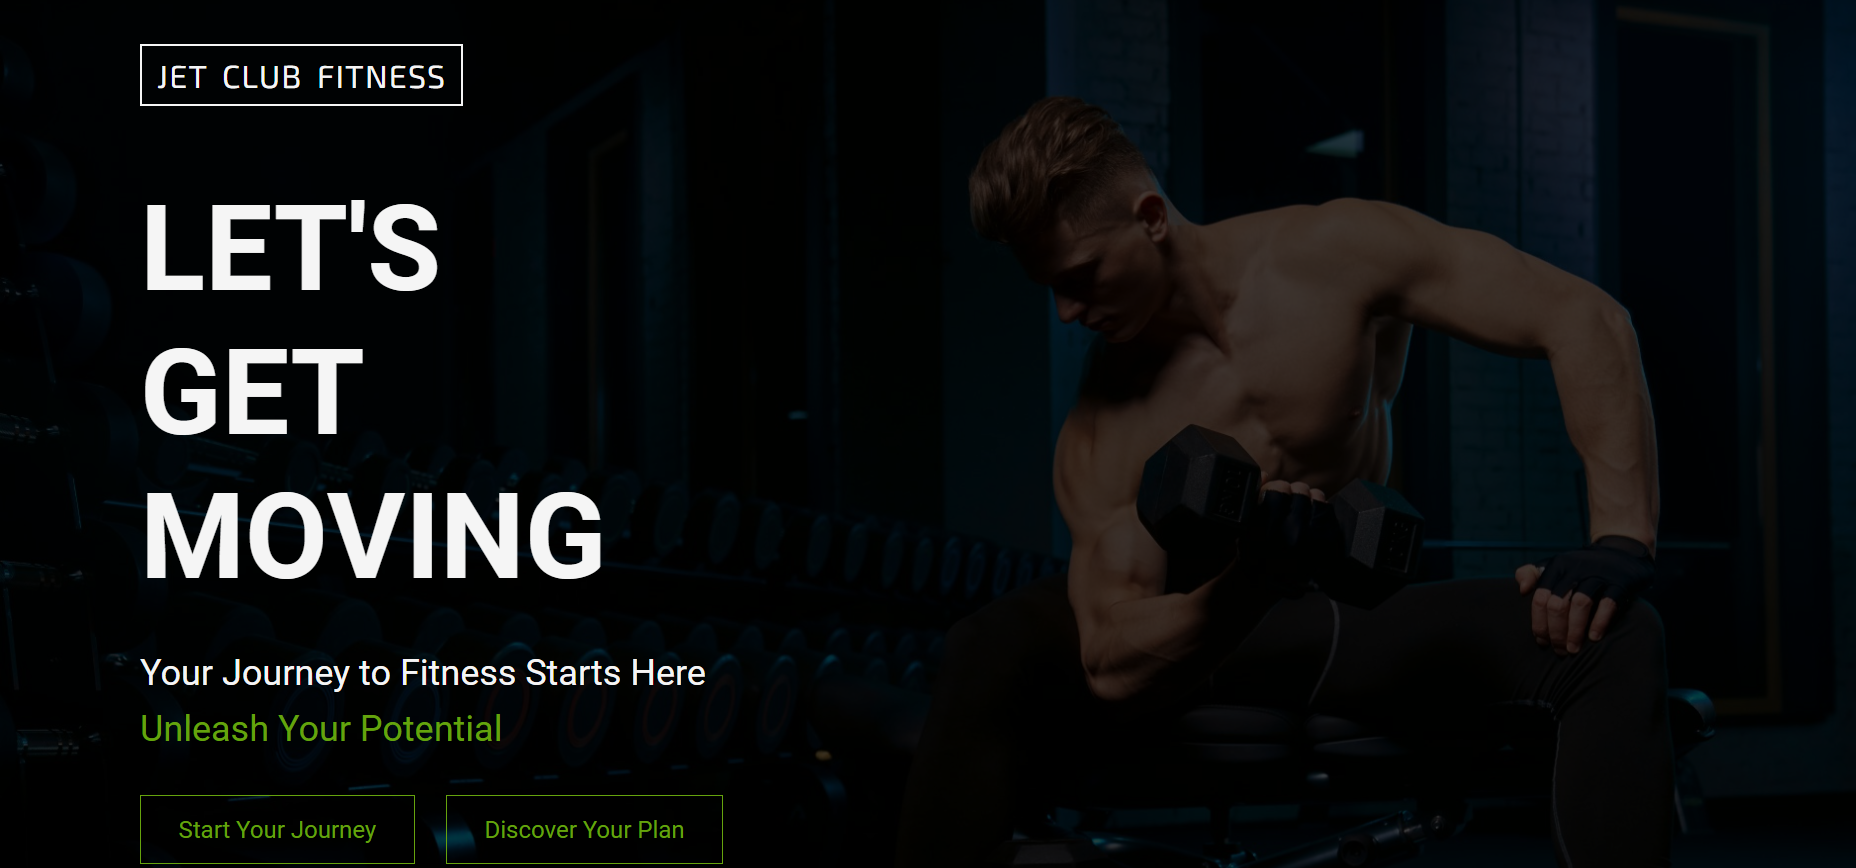 JET CLUB FITNESS
LET'S
GET
MOVING
Your Journey to Fitness Starts Here
Unleash Your Potential
Start Your Journey
Discover Your Plan